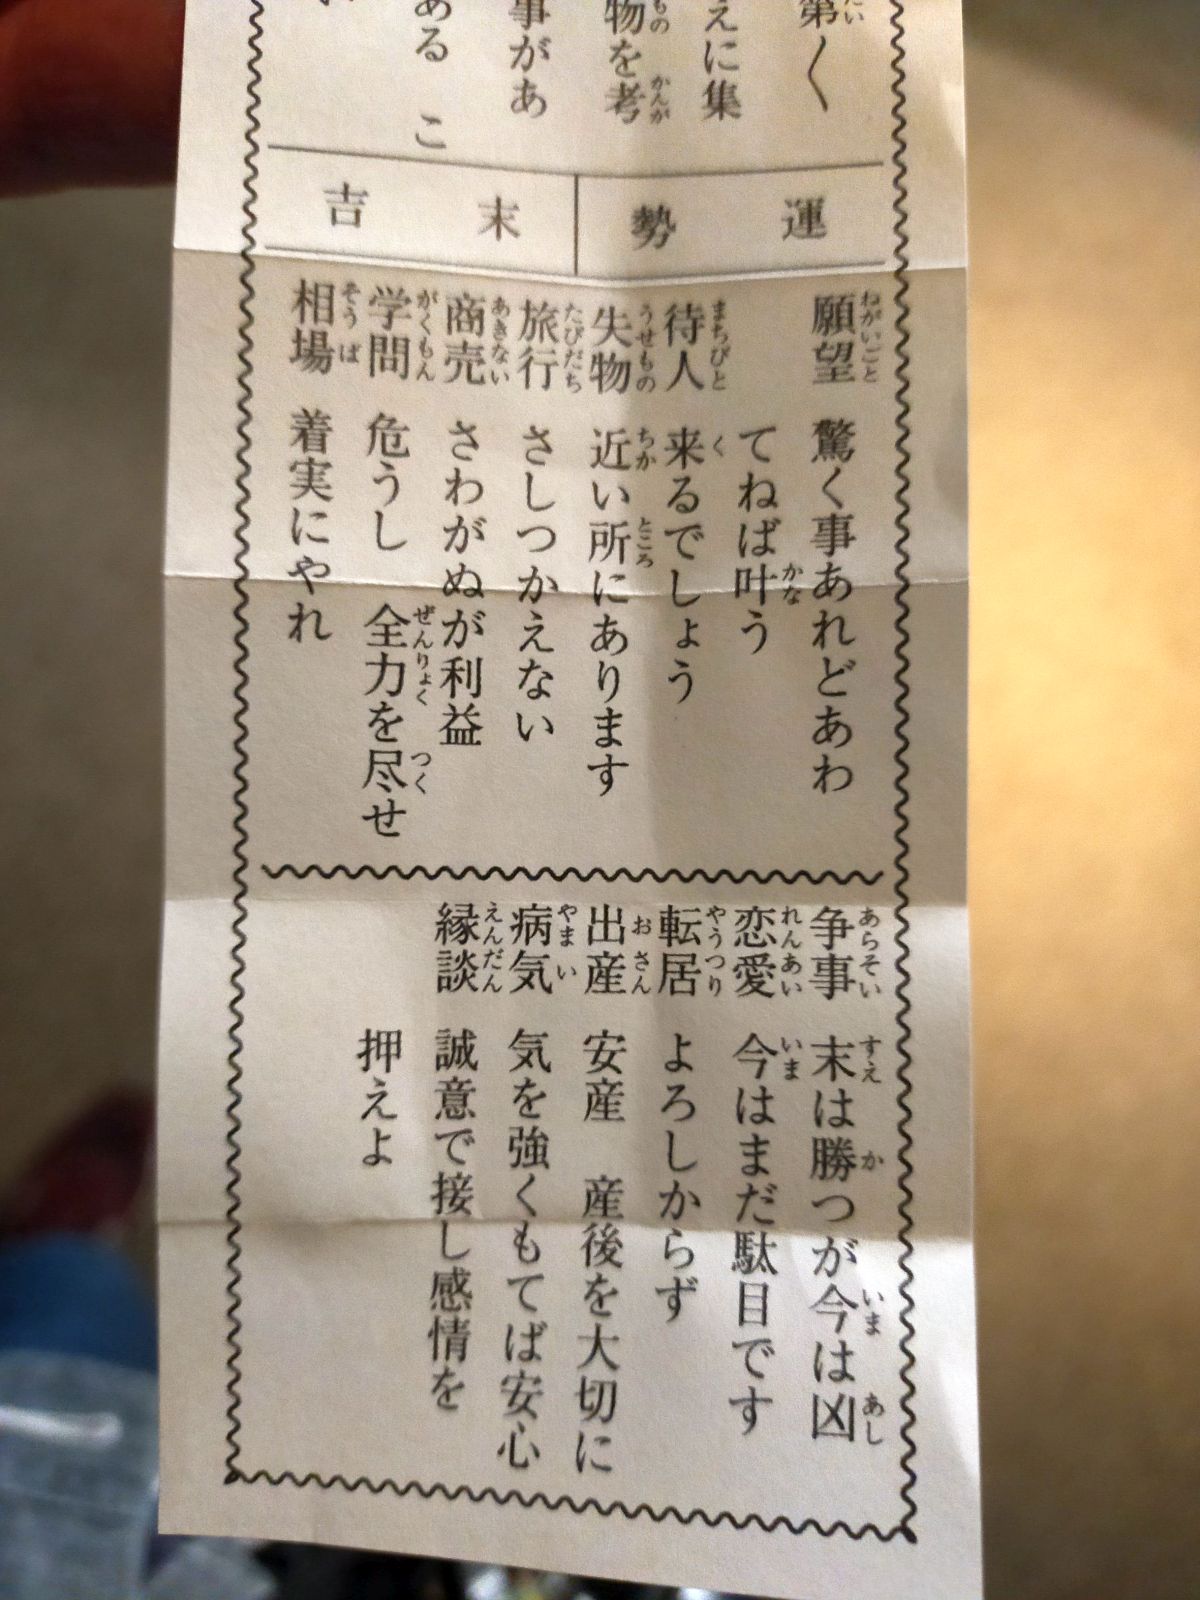 第く
えに集
物を考
事があ
ある こ
運勢 末吉
願望 驚く事あれどあわ
てねば叶う
待人 来るでしょう
失物 近い所にあります
旅行 さしつかえない
商売 さわがぬが利益
学問 危うし 全力を尽せ
相場 着実にやれ
争事 末は勝つが今は凶
恋愛 今はまだ駄目です
転居 よろしからず
出産 安産 産後を大切に
病気 気を強くもてば安心
縁談 誠意で接し感情を
押えよ